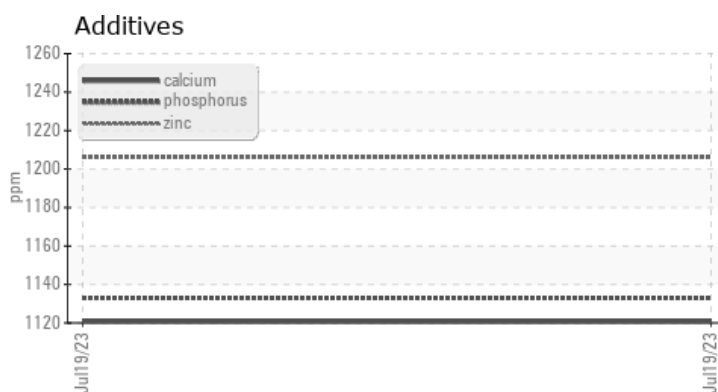 Additives
1260
1240
1220
1200
1180
1160
1140
1120
ppm
calcium
phosphorus
zinc
Jul19/23
Jul19/23